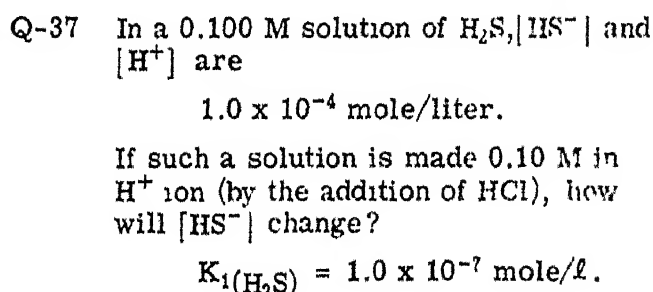 Q-37 In a 0.100 M solution of H₂S, [HS⁻] and
[H⁺] are
1.0 x 10⁻⁴ mole/liter.
If such a solution is made 0.10 M in
H⁺ ion (by the addition of HCl), how
will [HS⁻] change?
K₁(H₂S) = 1.0 x 10⁻⁷ mole/ℓ.